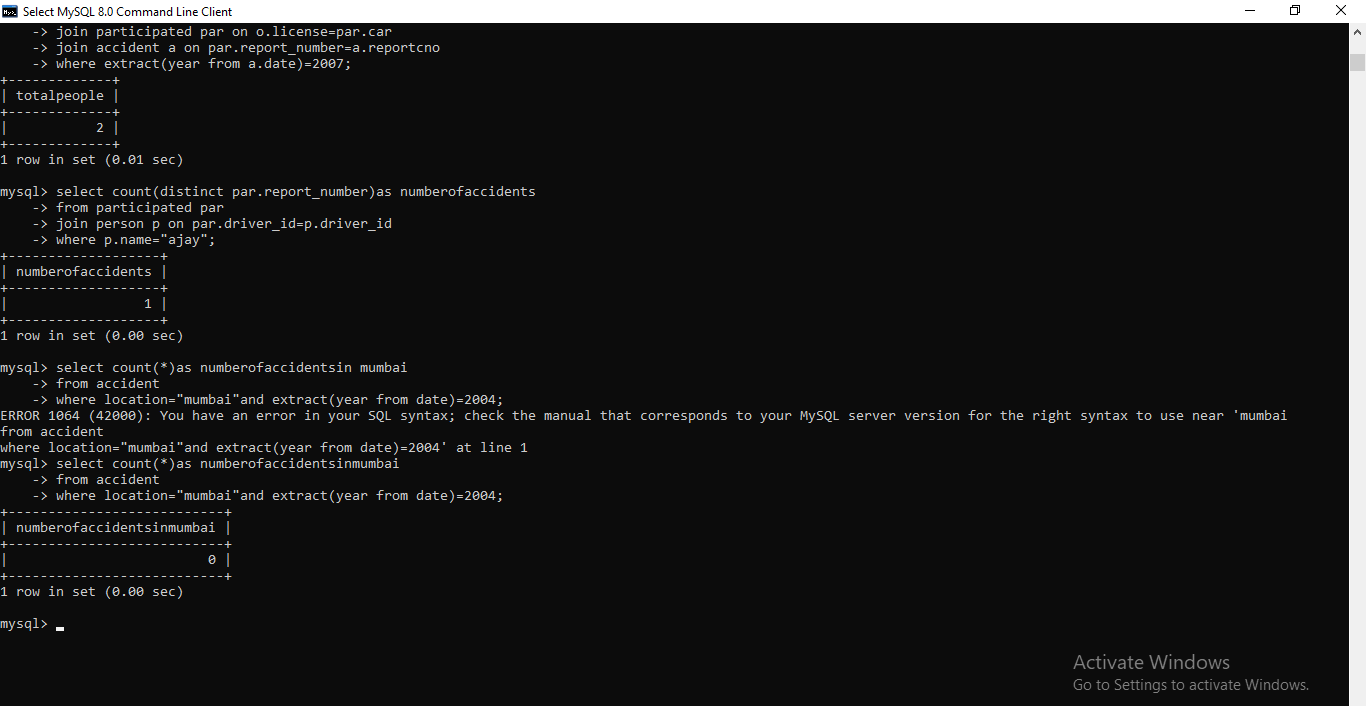 Select MySQL 8.0 Command Line Client
    -> join participated par on o.license=par.car
    -> join accident a on par.report_number=a.reportcno
    -> where extract(year from a.date)=2007;
+-------------+
| totalpeople |
+-------------+
|           2 |
+-------------+
1 row in set (0.01 sec)
mysql> select count(distinct par.report_number)as numberofaccidents
    -> from participated par
    -> join person p on par.driver_id=p.driver_id
    -> where p.name="ajay";
+-------------------+
| numberofaccidents |
+-------------------+
|                 1 |
+-------------------+
1 row in set (0.00 sec)
mysql> select count(*)as numberofaccidentsin mumbai
    -> from accident
    -> where location="mumbai"and extract(year from date)=2004;
ERROR 1064 (42000): You have an error in your SQL syntax; check the manual that corresponds to your MySQL server version for the right syntax to use near 'mumbai
from accident
where location="mumbai"and extract(year from date)=2004' at line 1
mysql> select count(*)as numberofaccidentsinmumbai
    -> from accident
    -> where location="mumbai"and extract(year from date)=2004;
+---------------------------+
| numberofaccidentsinmumbai |
+---------------------------+
|                         0 |
+---------------------------+
1 row in set (0.00 sec)
mysql>
Activate Windows
Go to Settings to activate Windows.